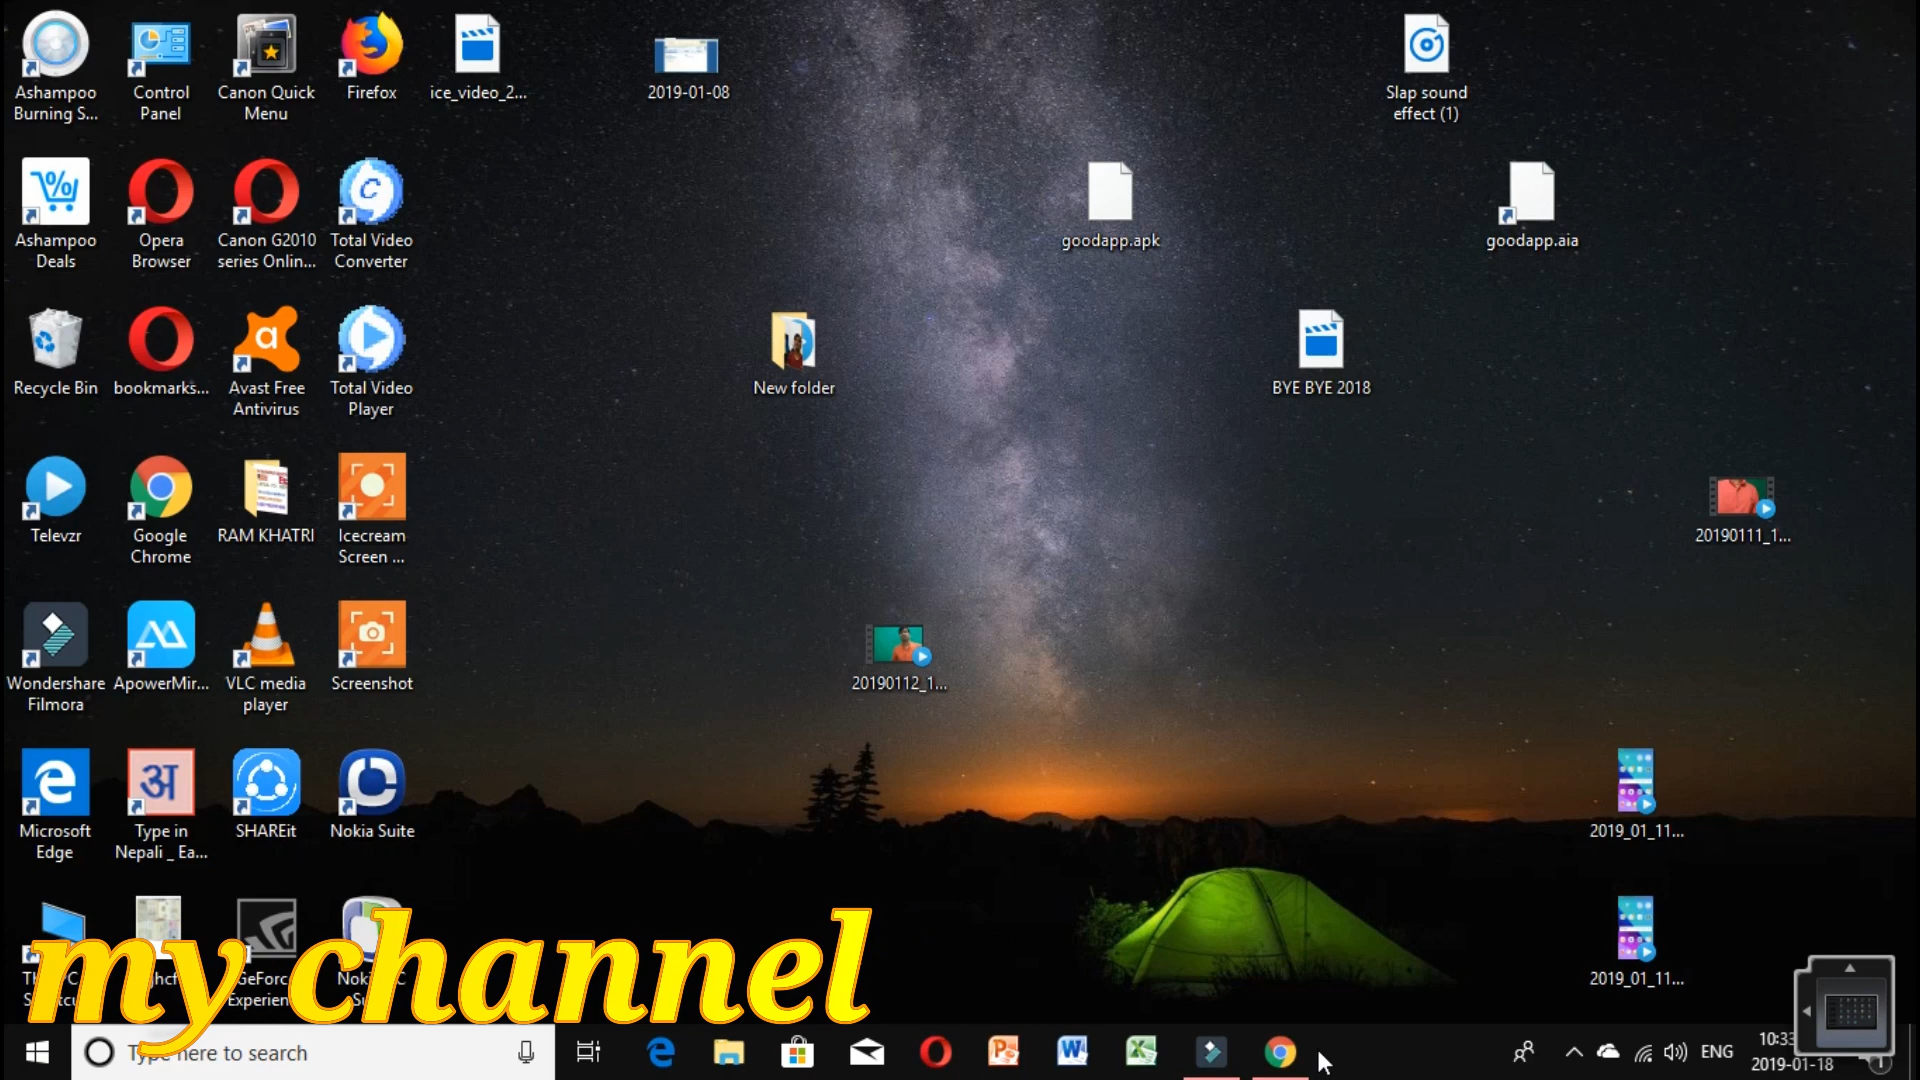 Ashampoo
Burning S...
Control
Panel
Canon Quick
Menu
Firefox
ice_video_2...
2019-01-08
Slap sound
effect (1)
Ashampoo
Deals
Opera
Browser
Canon G2010
series Onlin...
Total Video
Converter
goodapp.apk
goodapp.aia
Recycle Bin
bookmarks...
Avast Free
Antivirus
Total Video
Player
New folder
BYE BYE 2018
Televzr
Google
Chrome
RAM KHATRI
Icecream
Screen ...
20190111_1...
Wondershare
Filmora
ApowerMir...
VLC media
player
Screenshot
20190112_1...
Microsoft
Edge
अ
Type in
Nepali _ Ea...
SHAREit
Nokia Suite
2019_01_11...
GeForce
Experien
2019_01_11...
my channel
Type here to search
ENG
10:33
2019-01-18